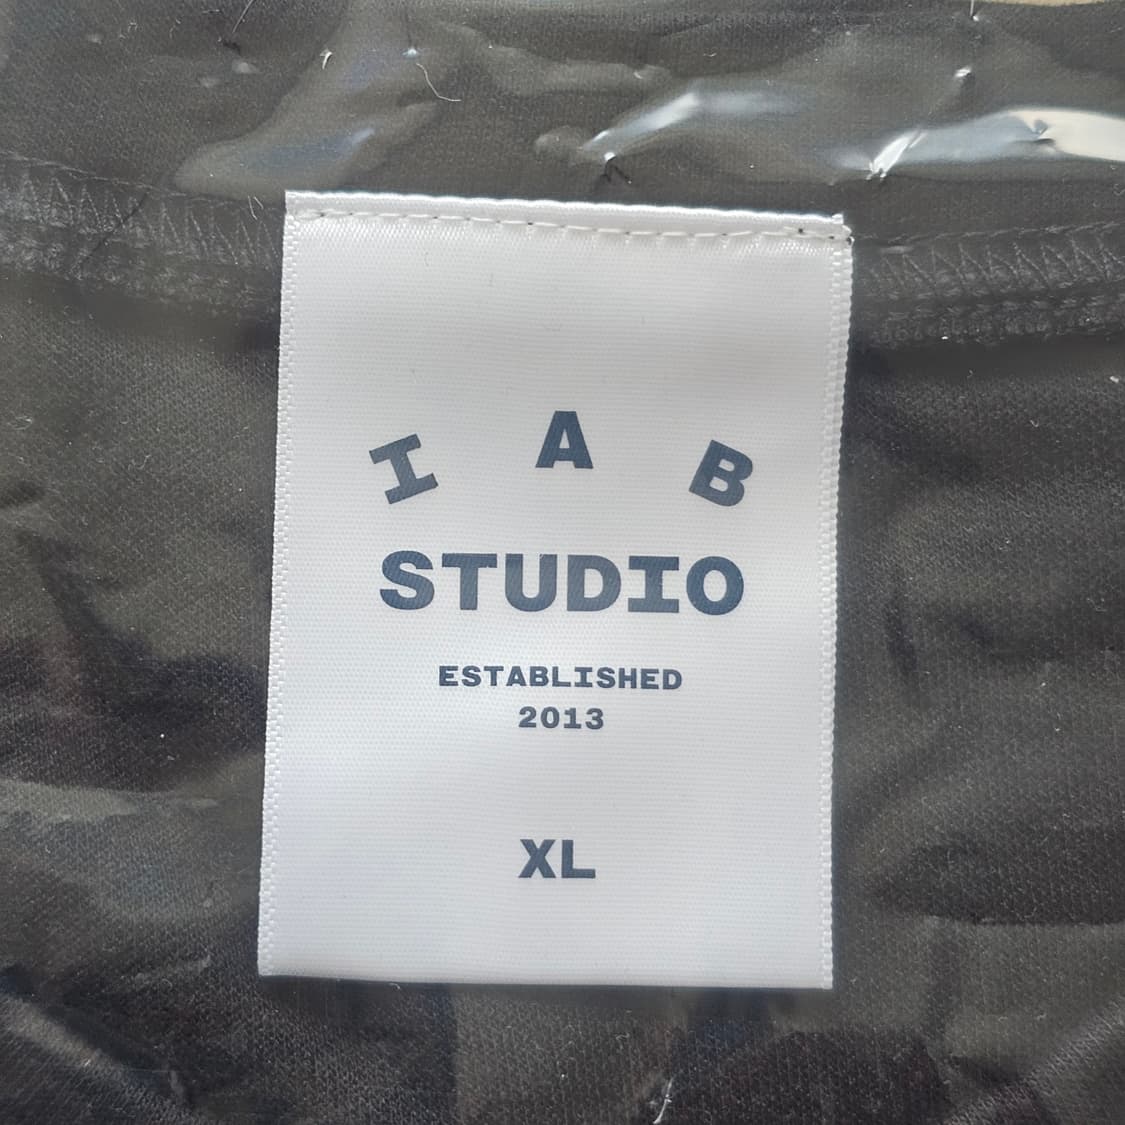 I A B
STUDIO
ESTABLISHED
2013
XL